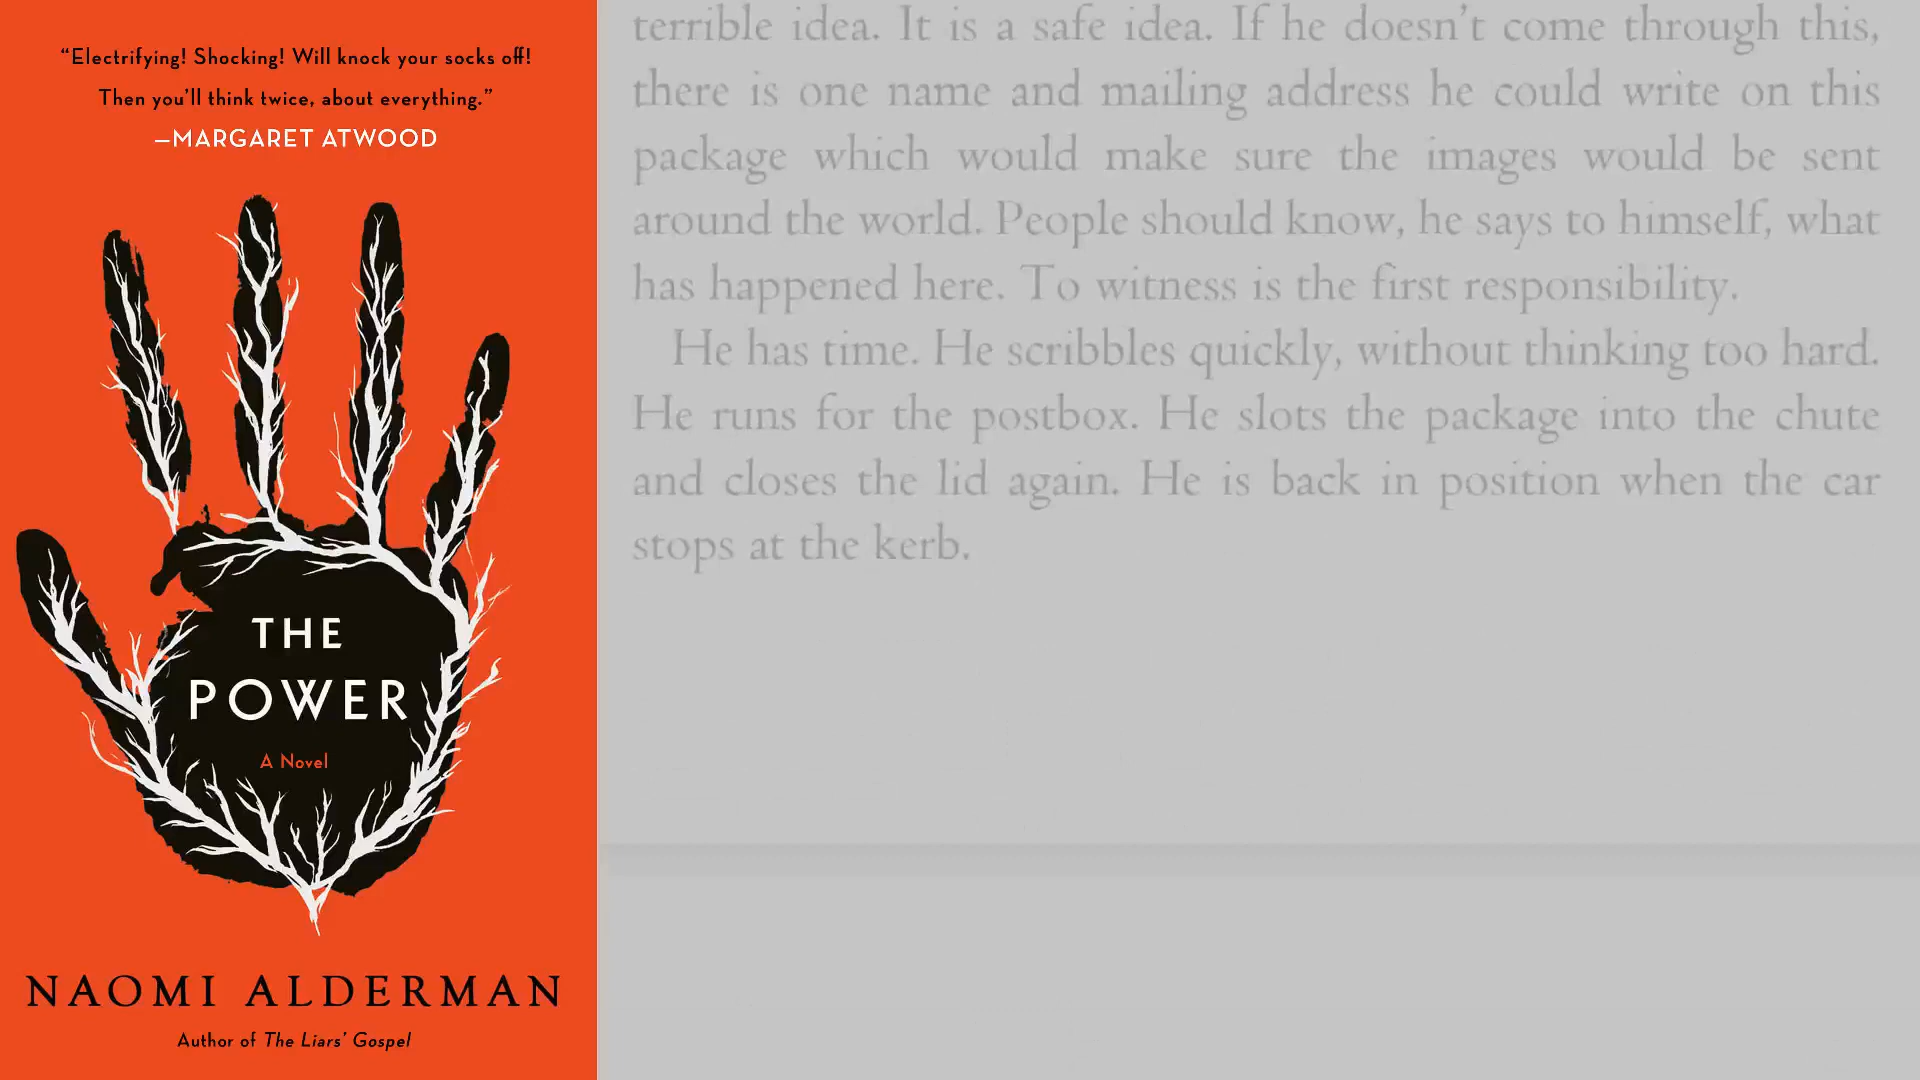 “Electrifying! Shocking! Will knock your socks off!
Then you’ll think twice, about everything.”
—MARGARET ATWOOD
THE
POWER
A Novel
NAOMI ALDERMAN
Author of The Liars’ Gospel
terrible idea. It is a safe idea. If he doesn’t come through this,
there is one name and mailing address he could write on this
package which would make sure the images would be sent
around the world. People should know, he says to himself, what
has happened here. To witness is the first responsibility.
He has time. He scribbles quickly, without thinking too hard.
He runs for the postbox. He slots the package into the chute
and closes the lid again. He is back in position when the car
stops at the kerb.